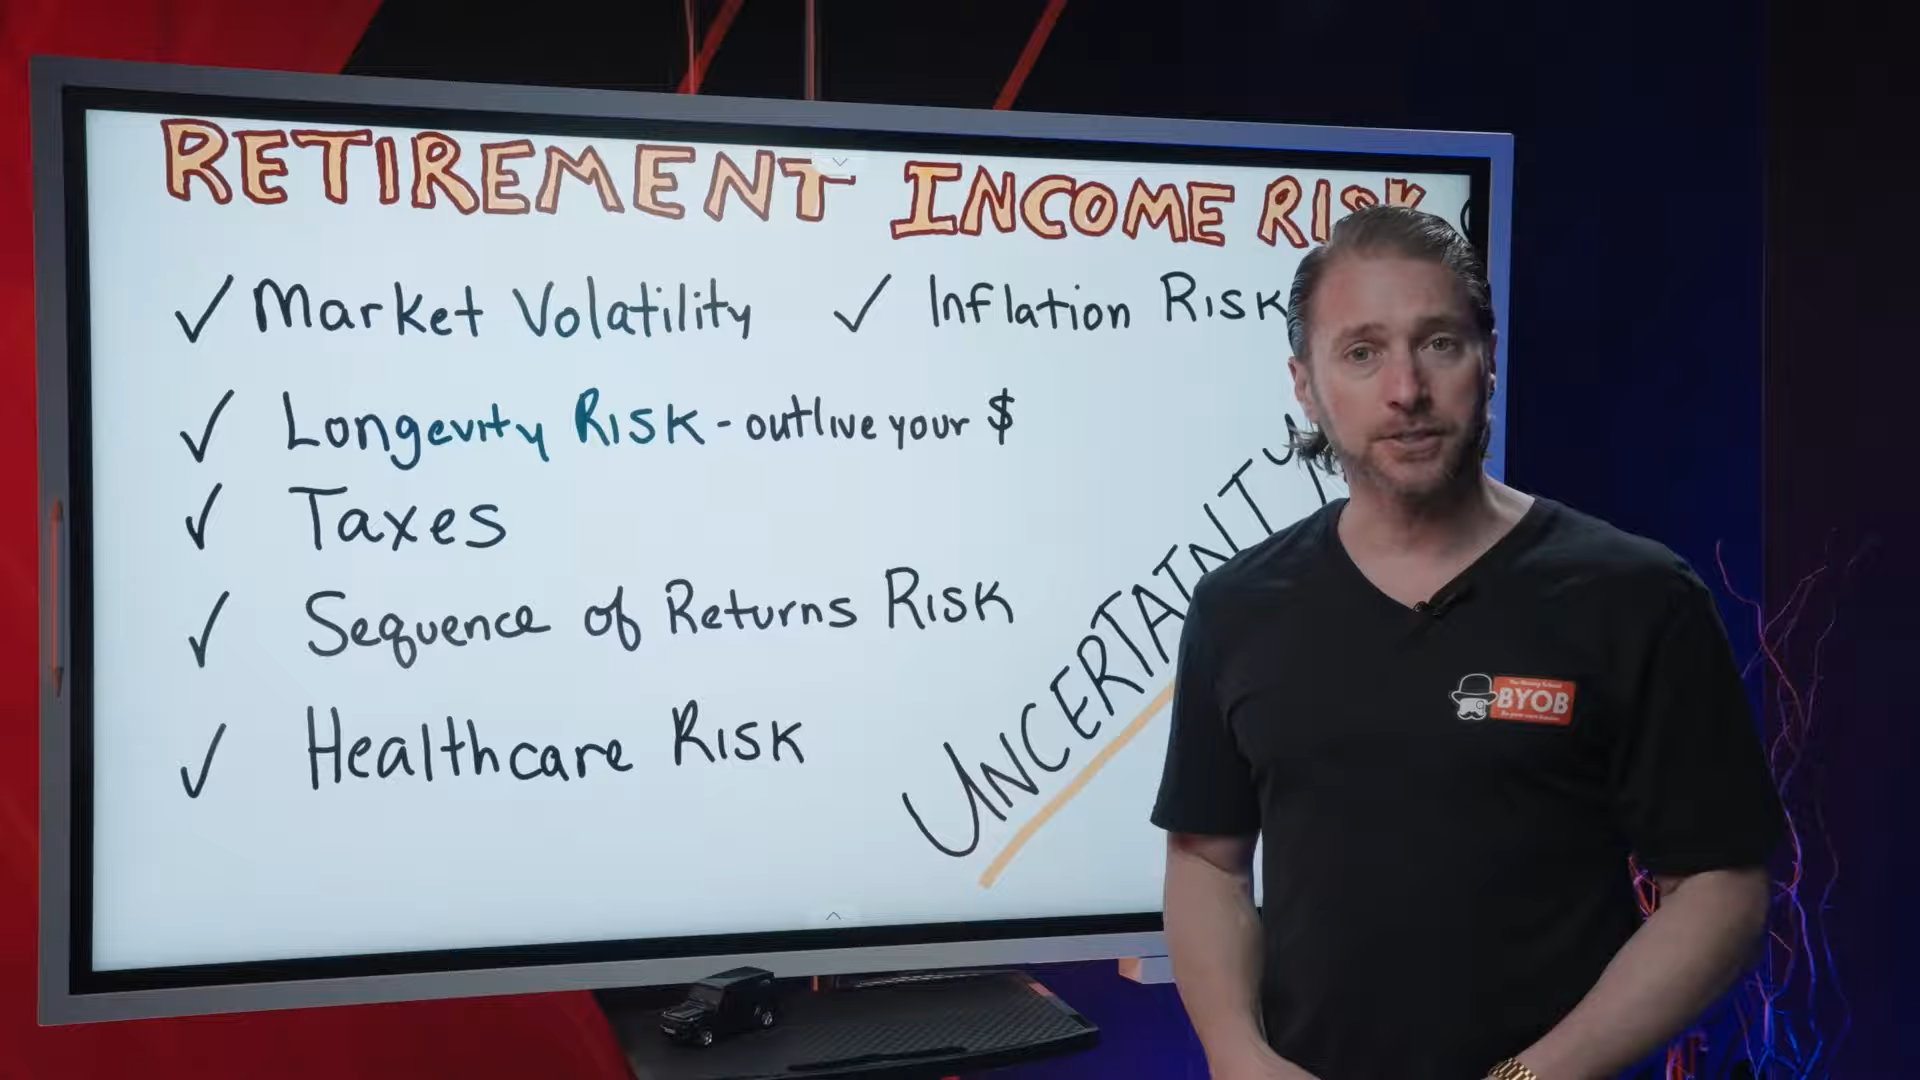 RETIREMENT INCOME RISK
✓ Market Volatility ✓ Inflation Risk
✓ Longevity Risk - outlive your $
✓ Taxes
✓ Sequence of Returns Risk
✓ Healthcare Risk
UNCERTAINTY
BYOB